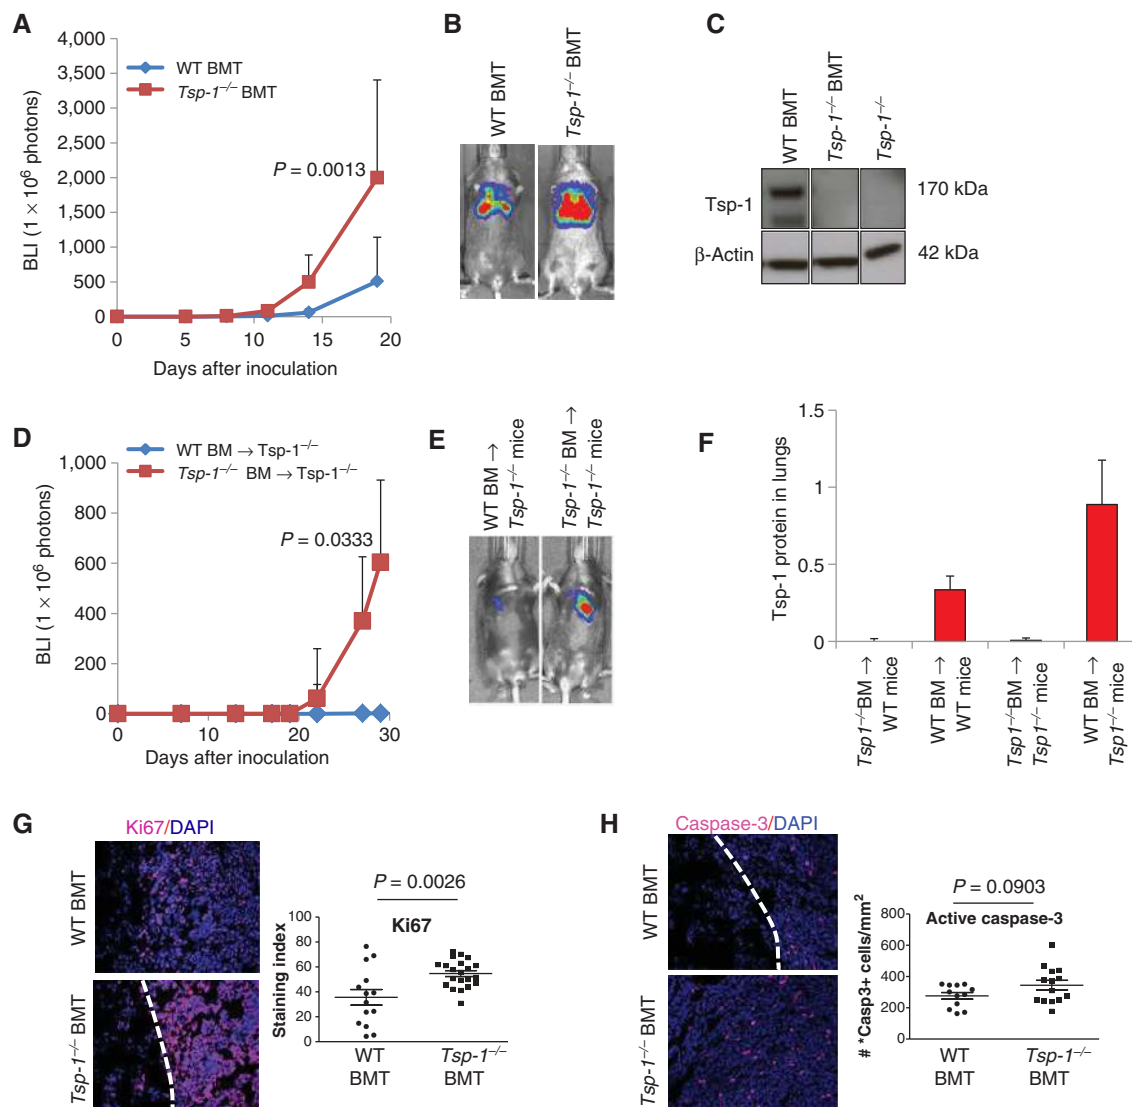 A
4,000
3,500
3,000
2,500
2,000
1,500
1,000
500
0
BLI (1 × 10⁶ photons)
WT BMT
Tsp-1⁻/⁻ BMT
P = 0.0013
0 5 10 15 20
Days after inoculation
B
WT BMT
Tsp-1⁻/⁻ BMT
C
WT BMT
Tsp-1⁻/⁻ BMT
Tsp-1⁻/⁻
Tsp-1
170 kDa
β-Actin
42 kDa
D
WT BM → Tsp-1⁻/⁻
Tsp-1⁻/⁻ BM → Tsp-1⁻/⁻
1,000
800
600
400
200
0
BLI (1 × 10⁶ photons)
P = 0.0333
0 10 20 30
Days after inoculation
E
WT BM →
Tsp-1⁻/⁻ mice
Tsp-1⁻/⁻ BM →
Tsp-1⁻/⁻ mice
F
1.5
1
0.5
0
Tsp-1 protein in lungs
Tsp1⁻/⁻BM →
WT mice
WT BM →
WT mice
Tsp1⁻/⁻BM →
Tsp1⁻/⁻ mice
WT BM →
Tsp1⁻/⁻ mice
G
Ki67/DAPI
WT BMT
Tsp-1⁻/⁻ BMT
P = 0.0026
Ki67
100
80
60
40
20
0
Staining index
WT
BMT
Tsp-1⁻/⁻
BMT
H
Caspase-3/DAPI
WT BMT
Tsp-1⁻/⁻ BMT
P = 0.0903
Active caspase-3
800
600
400
200
0
# *Casp3+ cells/mm²
WT
BMT
Tsp-1⁻/⁻
BMT